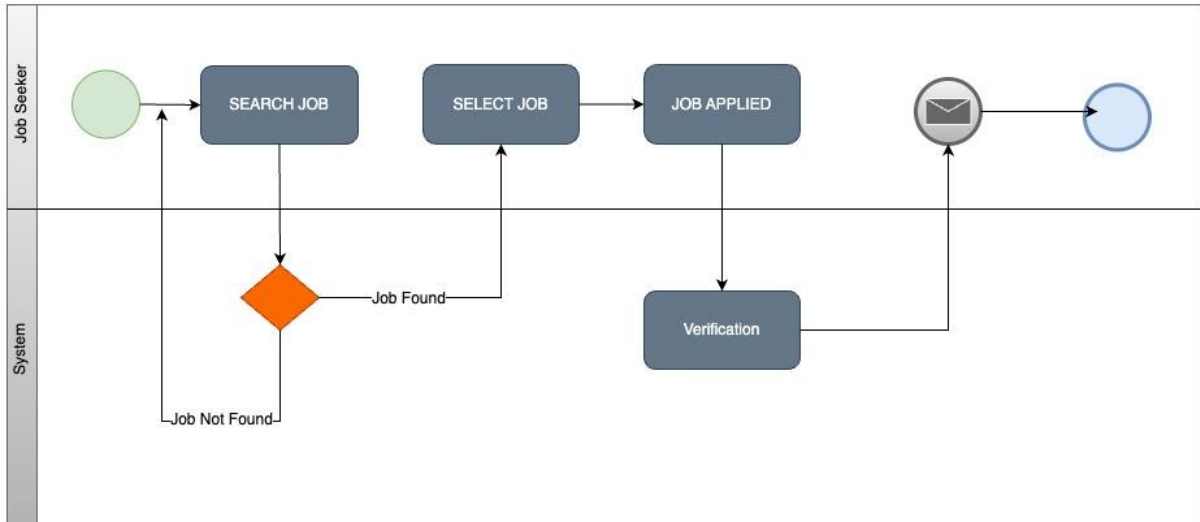 Job Seeker
SEARCH JOB
SELECT JOB
JOB APPLIED
System
Job Found
Verification
Job Not Found